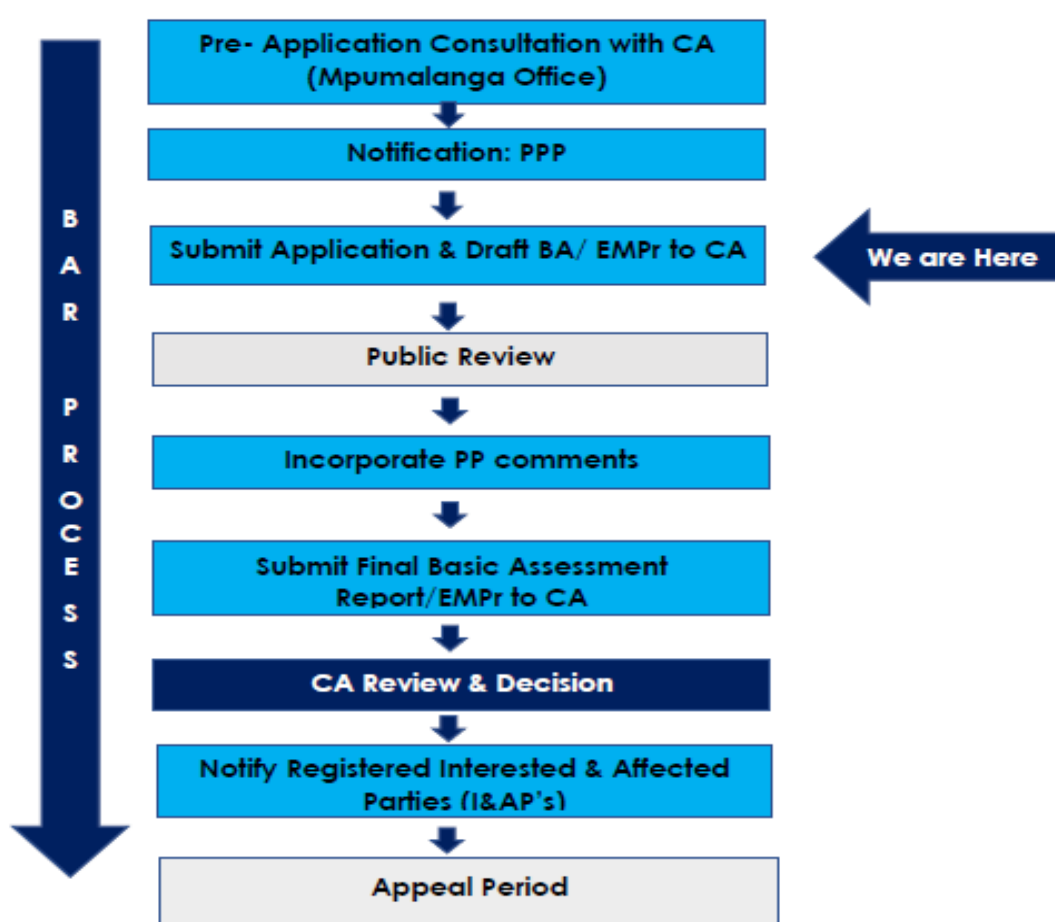 Pre- Application Consultation with CA
(Mpumalanga Office)
Notification: PPP
Submit Application & Draft BA/ EMPr to CA
We are Here
Public Review
Incorporate PP comments
Submit Final Basic Assessment
Report/EMPr to CA
CA Review & Decision
Notify Registered Interested & Affected
Parties (I&AP's)
Appeal Period
BAR PROCESS